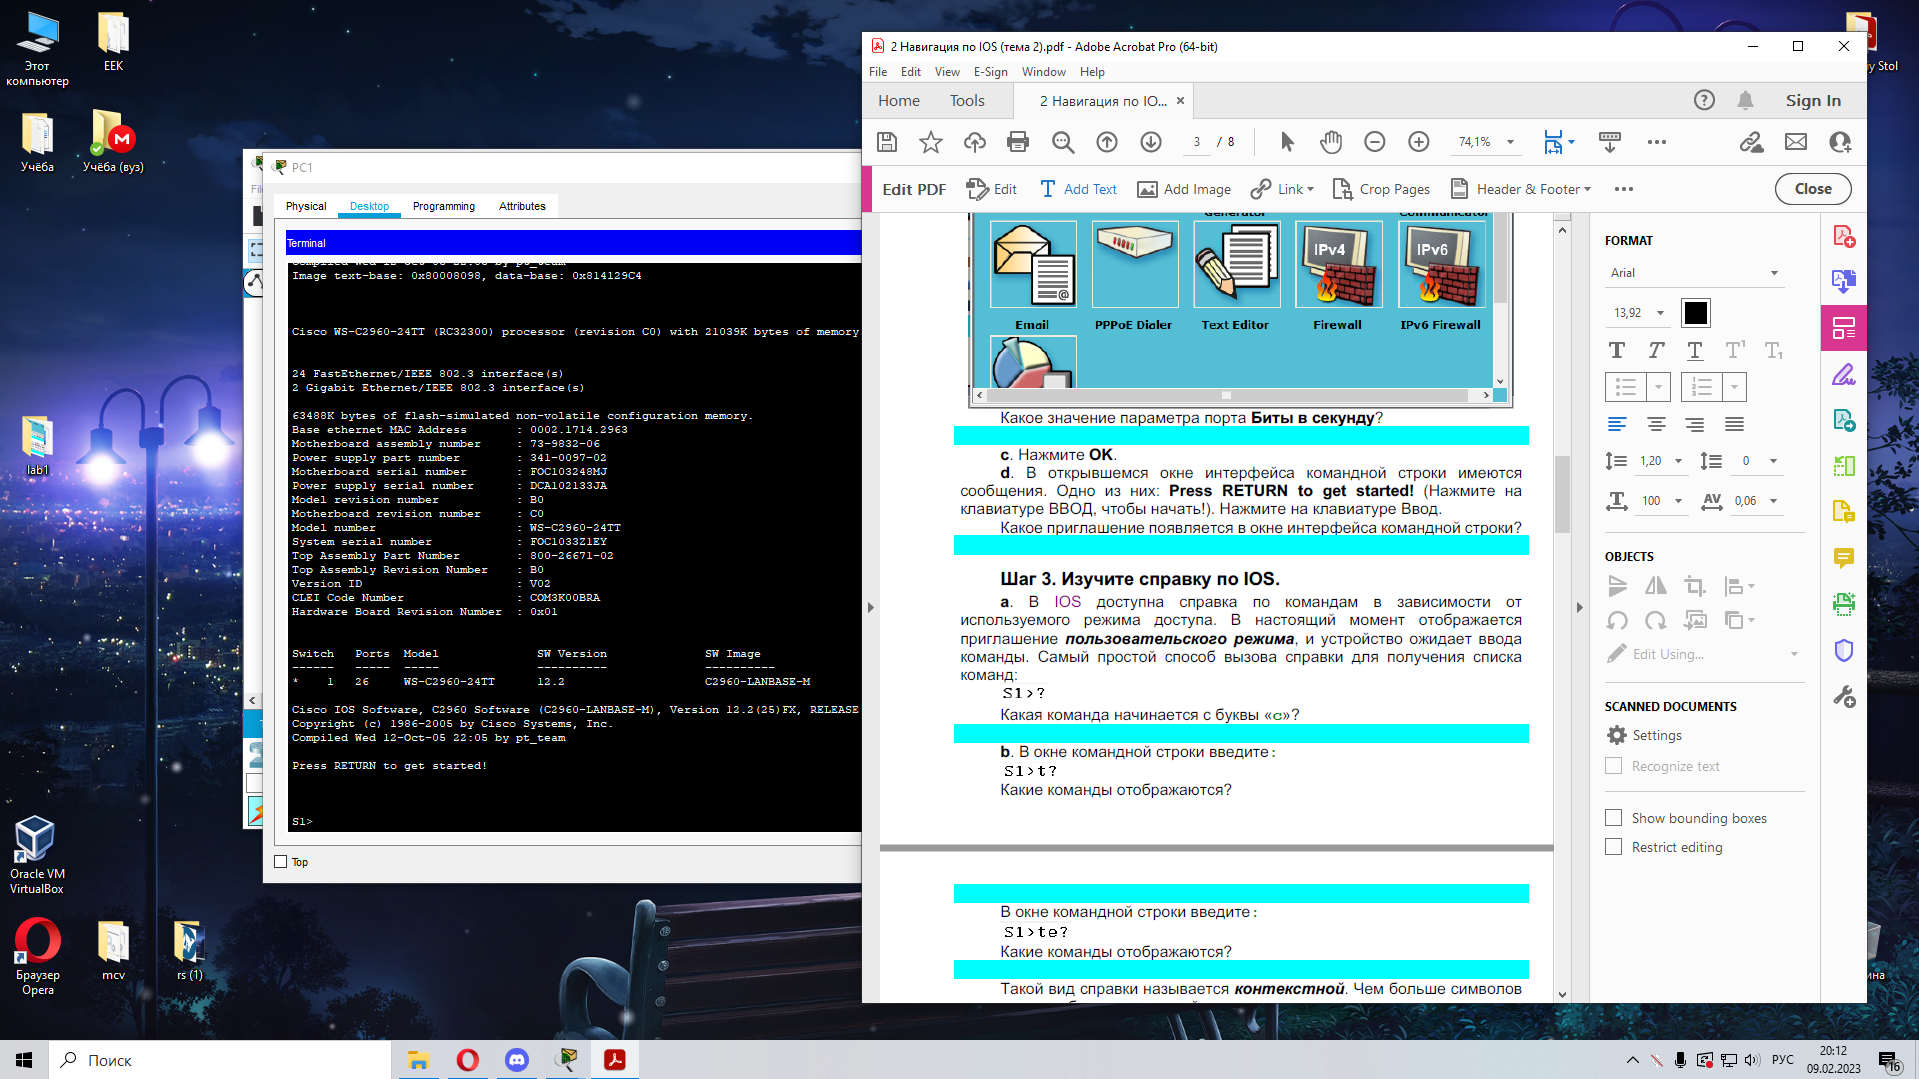 Этот
компьютер
ЕЕК
Учёба
Учёба (вуз)
lab1
Oracle VM
VirtualBox
Браузер
Opera
mcv
rs (1)
PC1
Physical
Desktop
Programming
Attributes
Terminal
Image text-base: 0x80008098, data-base: 0x814129C4
Cisco WS-C2960-24TT (RC32300) processor (revision C0) with 21039K bytes of memory
24 FastEthernet/IEEE 802.3 interface(s)
2 Gigabit Ethernet/IEEE 802.3 interface(s)
63488K bytes of flash-simulated non-volatile configuration memory.
Base ethernet MAC Address : 0002.1714.2963
Motherboard assembly number : 73-9832-06
Power supply part number : 341-0097-02
Motherboard serial number : FOC103248MJ
Power supply serial number : DCA102133JA
Model revision number : B0
Motherboard revision number : C0
Model number : WS-C2960-24TT
System serial number : FOC1033Z1EY
Top Assembly Part Number : 800-26671-02
Top Assembly Revision Number : B0
Version ID : V02
CLEI Code Number : COM3K00BRA
Hardware Board Revision Number : 0x01
Switch Ports Model SW Version SW Image
------ ----- ----- ---------- ----------
* 1 26 WS-C2960-24TT 12.2 C2960-LANBASE-M
Cisco IOS Software, C2960 Software (C2960-LANBASE-M), Version 12.2(25)FX, RELEASE
Copyright (c) 1986-2005 by Cisco Systems, Inc.
Compiled Wed 12-Oct-05 22:05 by pt_team
Press RETURN to get started!
S1>
Top
2 Навигация по IOS (тема 2).pdf - Adobe Acrobat Pro (64-bit)
File Edit View E-Sign Window Help
Home Tools 2 Навигация по IO... Sign In
3 / 8 74,1%
Edit PDF Edit Add Text Add Image Link Crop Pages Header & Footer Close
IPv4 IPv6
Email PPPoE Dialer Text Editor Firewall IPv6 Firewall
Какое значение параметра порта Биты в секунду?
c. Нажмите OK.
d. В открывшемся окне интерфейса командной строки имеются
сообщения. Одно из них: Press RETURN to get started! (Нажмите на
клавиатуре ВВОД, чтобы начать!). Нажмите на клавиатуре Ввод.
Какое приглашение появляется в окне интерфейса командной строки?
Шаг 3. Изучите справку по IOS.
a. В IOS доступна справка по командам в зависимости от
используемого режима доступа. В настоящий момент отображается
приглашение пользовательского режима, и устройство ожидает ввода
команды. Самый простой способ вызова справки для получения списка
команд:
S1>?
Какая команда начинается с буквы «c»?
b. В окне командной строки введите:
S1>t?
Какие команды отображаются?
В окне командной строки введите:
S1>te?
Какие команды отображаются?
Такой вид справки называется контекстной. Чем больше символов
FORMAT
Arial
13,92
1,20 0
100 0,06
OBJECTS
Edit Using...
SCANNED DOCUMENTS
Settings
Recognize text
Show bounding boxes
Restrict editing
Поиск
РУС
20:12
09.02.2023
16